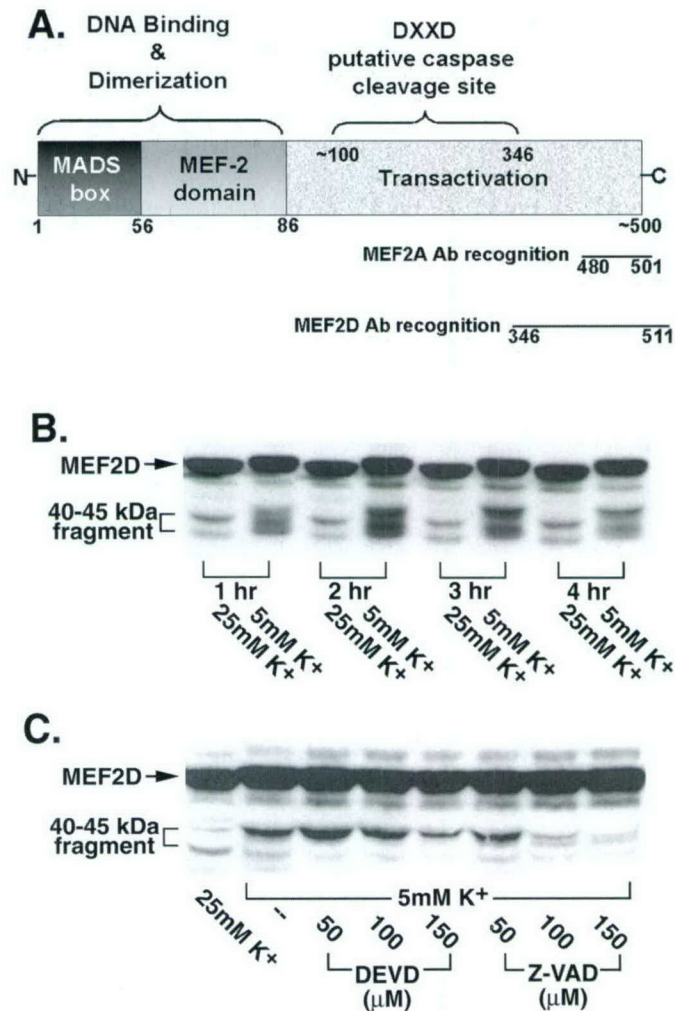 A.
DNA Binding
&
Dimerization
DXXD
putative caspase
cleavage site
N
MADS
box
MEF-2
domain
~100
346
Transactivation
C
1
56
86
~500
MEF2A Ab recognition
480
501
MEF2D Ab recognition
346
511
B.
MEF2D
40-45 kDa
fragment
1 hr
2 hr
3 hr
4 hr
25mM K+
5mM K+
25mM K+
5mM K+
25mM K+
5mM K+
25mM K+
5mM K+
C.
MEF2D
40-45 kDa
fragment
5mM K+
25mM K+
--
50
100
150
50
100
150
DEVD
(μM)
Z-VAD
(μM)